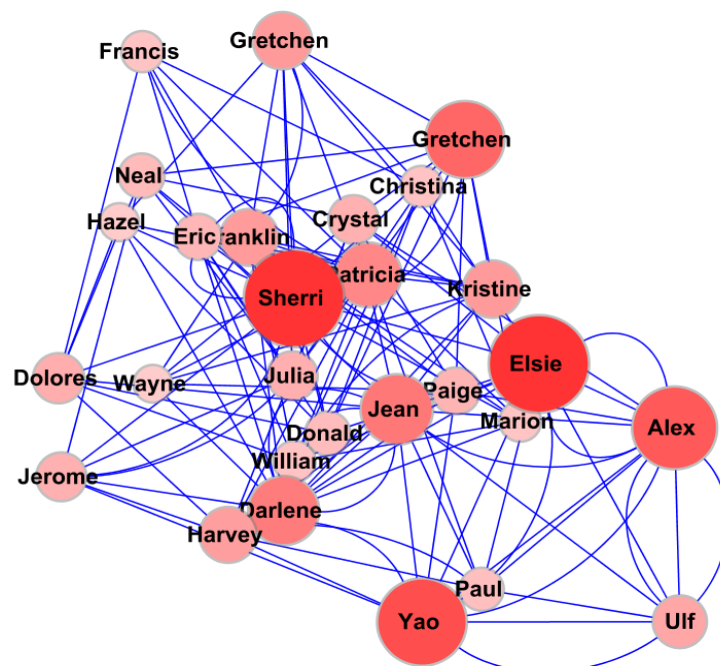 Francis
Gretchen
Gretchen
Neal
Christina
Hazel
Crystal
Eric
ranklin
Patricia
Sherri
Kristine
Elsie
Dolores
Wayne
Julia
Paige
Jean
Marion
Alex
Donald
William
Jerome
Darlene
Harvey
Paul
Yao
Ulf